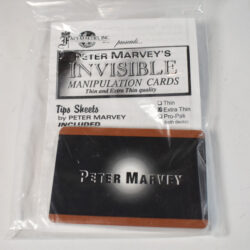 presents...
PETER MARVEY'S
INVISIBLE
MANIPULATION CARDS
Thin and Extra Thin quality
Tips Sheets
by PETER MARVEY
INCLUDED
Thin
Extra Thin
Pro-Pak
PETER MARVEY